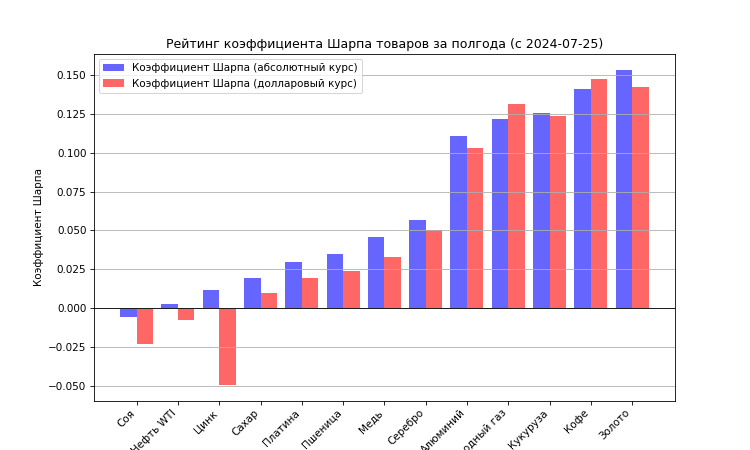 Рейтинг коэффициента Шарпа товаров за полгода (с 2024-07-25)
Коэффициент Шарпа (абсолютный курс)
Коэффициент Шарпа (долларовый курс)
Коэффициент Шарпа
0.150
0.125
0.100
0.075
0.050
0.025
0.000
−0.025
−0.050
Соя
Нефть WTI
Цинк
Сахар
Платина
Пшеница
Медь
Серебро
Алюминий
одный газ
Кукуруза
Кофе
Золото